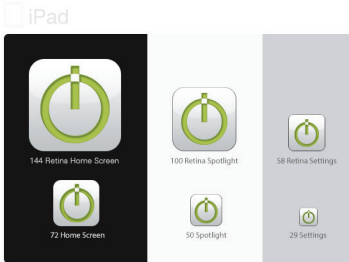 iPad
144 Retina Home Screen
100 Retina Spotlight
58 Retina Settings
72 Home Screen
50 Spotlight
29 Settings